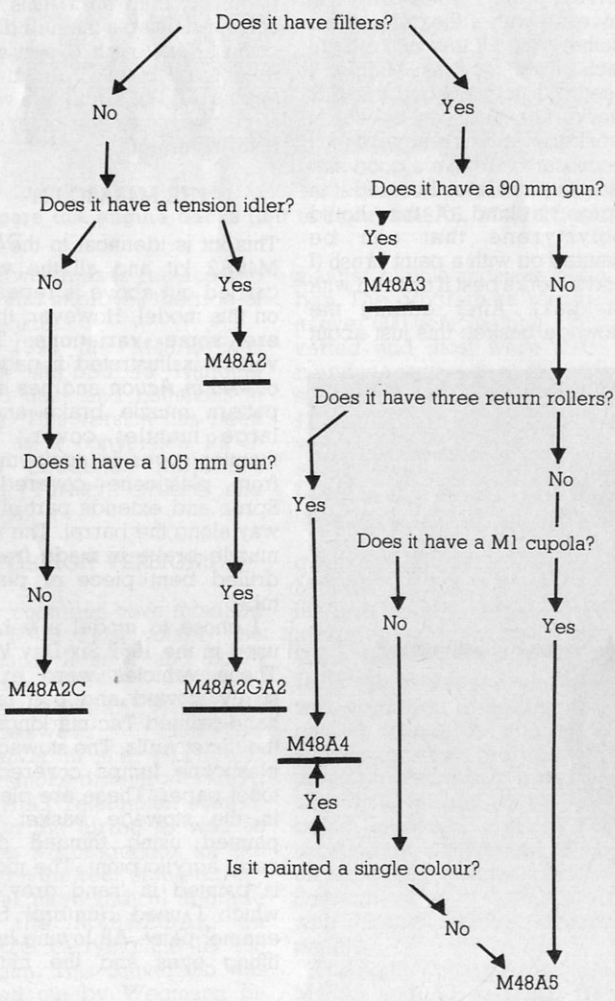 Does it have filters?
No
Yes
Does it have a tension idler?
Does it have a 90 mm gun?
Yes
No
Yes
No
M48A3
M48A2
Does it have three return rollers?
Does it have a 105 mm gun?
No
Yes
Does it have a M1 cupola?
No
Yes
No
Yes
M48A2C
M48A2GA2
M48A4
Yes
Is it painted a single colour?
No
M48A5